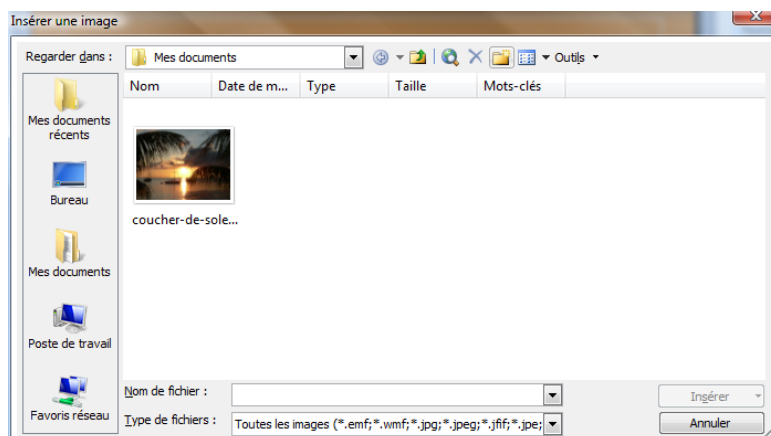 Insérer une image
Regarder dans :
Mes documents
Outils
Nom
Date de m...
Type
Taille
Mots-clés
Mes documents
récents
Bureau
Mes documents
Poste de travail
Favoris réseau
coucher-de-sole...
Nom de fichier :
Insérer
Type de fichiers :
Toutes les images (*.emf;*.wmf;*.jpg;*.jpeg;*.jfif;*.jpe;
Annuler